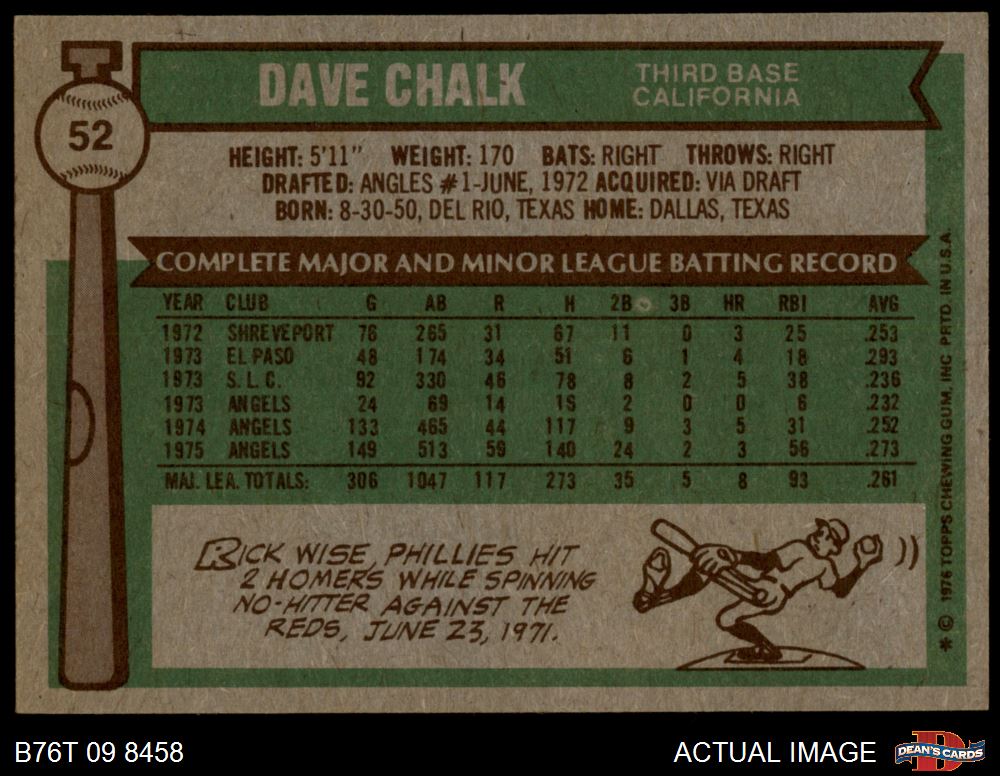 52
DAVE CHALK
THIRD BASE
CALIFORNIA
HEIGHT: 5'11" WEIGHT: 170 BATS: RIGHT THROWS: RIGHT
DRAFTED: ANGLES #1-JUNE, 1972 ACQUIRED: VIA DRAFT
BORN: 8-30-50, DEL RIO, TEXAS HOME: DALLAS, TEXAS
COMPLETE MAJOR AND MINOR LEAGUE BATTING RECORD
YEAR CLUB G AB R H 2B 3B HR RBI AVG
1972 SHREVEPORT 76 265 31 67 11 0 3 25 .253
1973 EL PASO 48 174 34 51 6 1 4 18 .293
1973 S.L.C. 92 330 46 78 8 2 5 38 .236
1973 ANGELS 24 69 14 16 2 0 0 6 .232
1974 ANGELS 133 465 44 117 9 3 5 31 .252
1975 ANGELS 149 513 59 140 24 2 3 56 .273
MAJ. LEA. TOTALS: 306 1047 117 273 35 5 8 93 .261
RICK WISE, PHILLIES HIT
2 HOMERS WHILE SPINNING
NO-HITTER AGAINST THE
REDS, JUNE 23, 1971.
* © 1976 TOPPS CHEWING GUM, INC. PRTD. IN U.S.A.
B76T 09 8458
ACTUAL IMAGE
DEAN'S CARDS